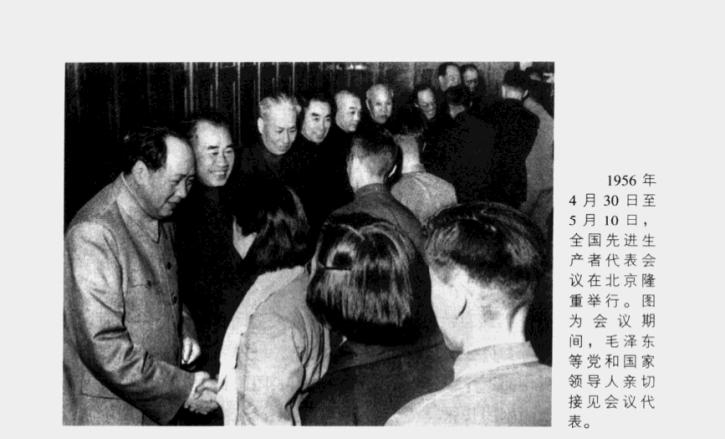 1956 年
4 月 30 日至
5 月 10 日，
全国先进生
产者代表会
议在北京隆
重举行。图
为会议期
间，毛泽东
等党和国家
领导人亲切
接见会议代
表。